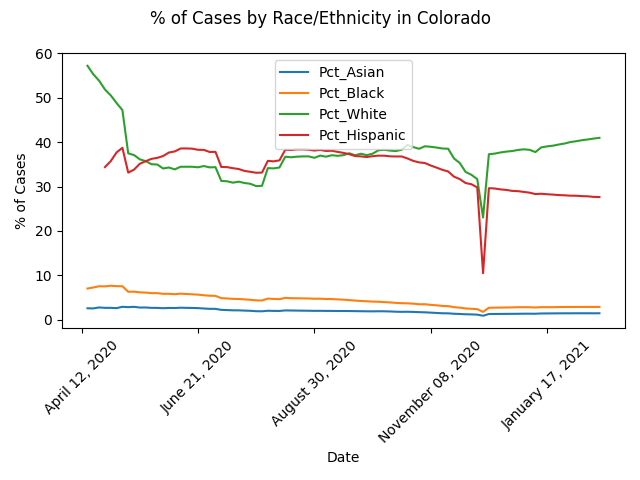 % of Cases by Race/Ethnicity in Colorado
% of Cases
60
50
40
30
20
10
0
Pct_Asian
Pct_Black
Pct_White
Pct_Hispanic
April 12, 2020
June 21, 2020
August 30, 2020
November 08, 2020
January 17, 2021
Date